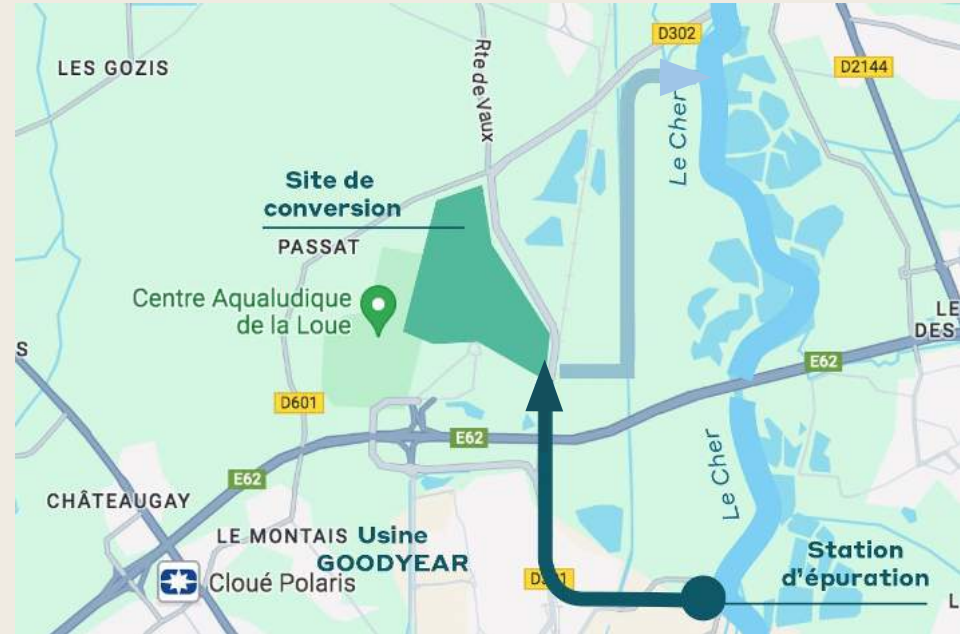 D302
LES GOZIS
D2144
Rte de Vaux
Le Cher
Site de
conversion
PASSAT
Centre Aqualudique
de la Loue
LE
DES
S
E62
D601
E62
E62
Le Cher
CHÂTEAUGAY
LE MONTAIS
Usine
GOODYEAR
Cloué Polaris
Station
d'épuration
L